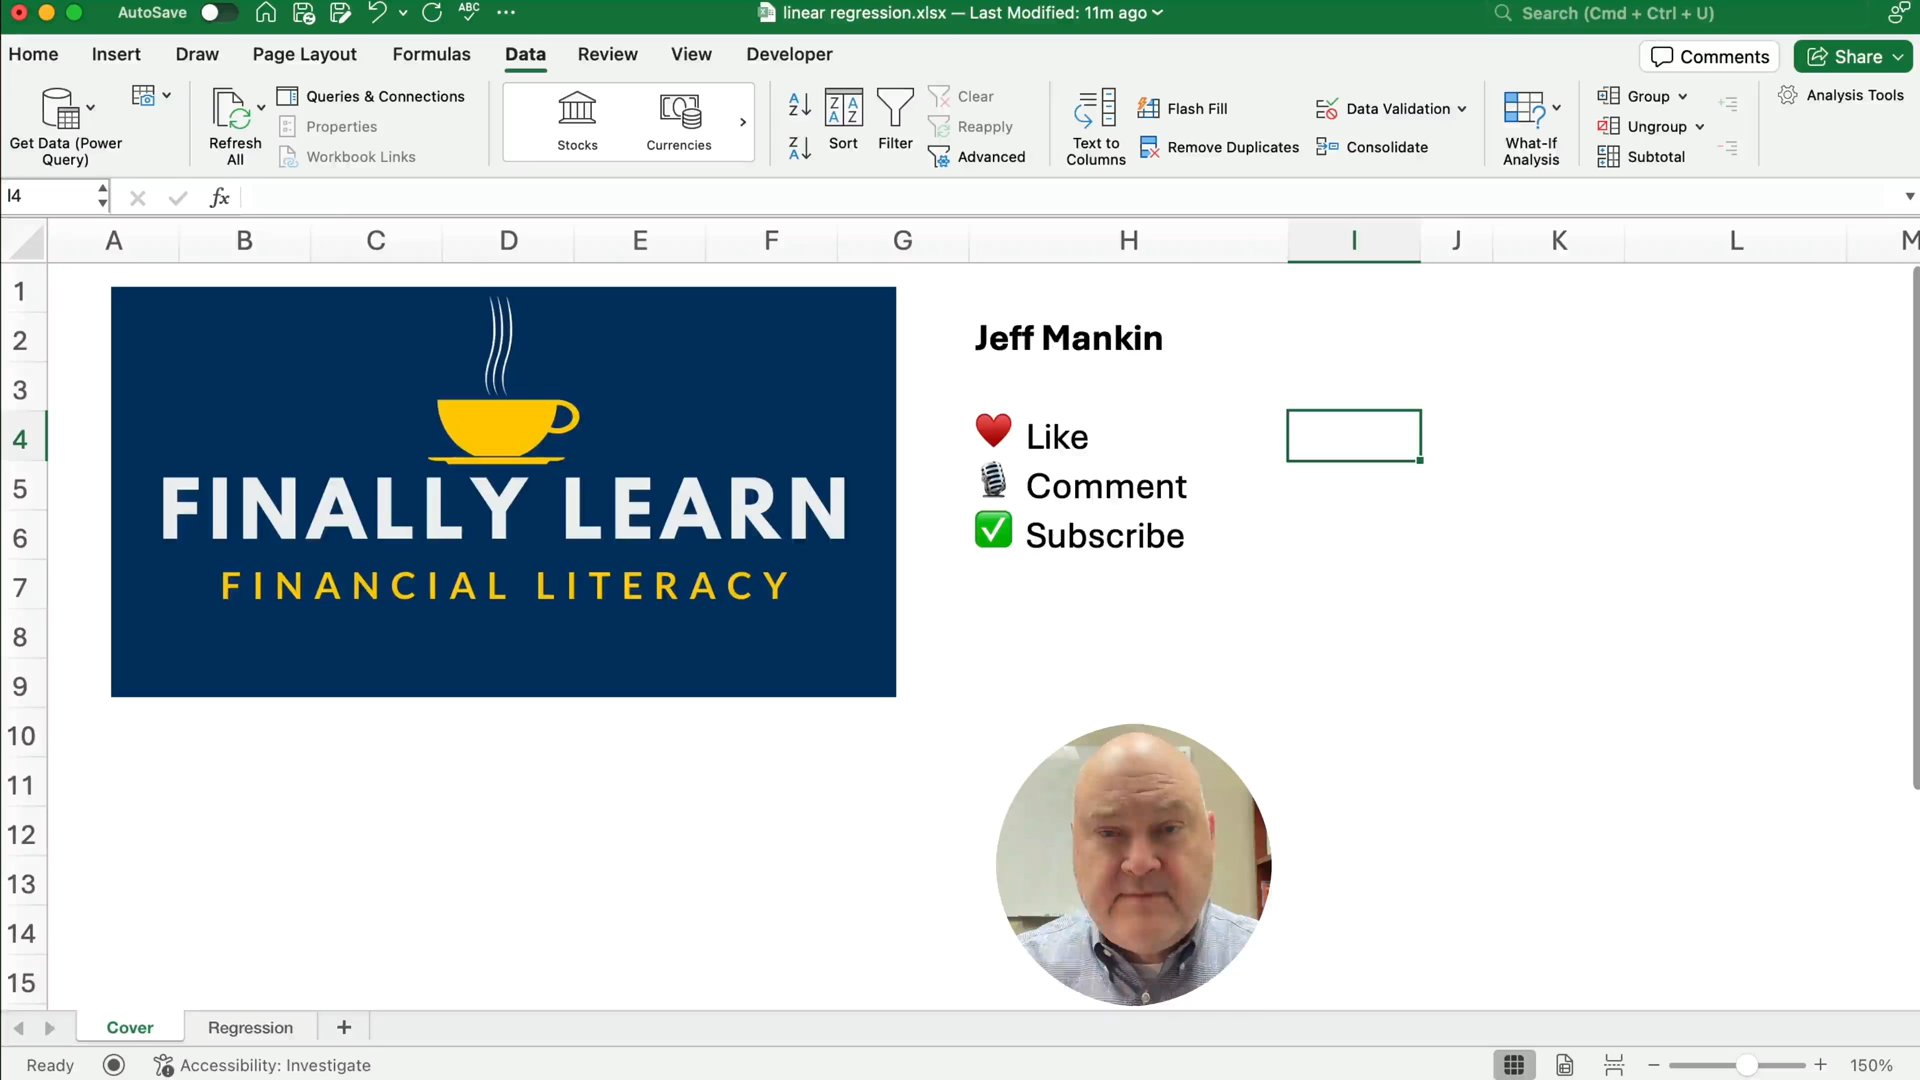 AutoSave
ABC
linear regression.xlsx — Last Modified: 11m ago
Search (Cmd + Ctrl + U)
Home Insert Draw Page Layout Formulas Data Review View Developer
Comments
Share
Get Data (Power Query)
Refresh All
Queries & Connections
Properties
Workbook Links
Stocks
Currencies
Sort
Filter
Clear
Reapply
Advanced
Text to Columns
Flash Fill
Remove Duplicates
Data Validation
Consolidate
What-If Analysis
Group
Ungroup
Subtotal
Analysis Tools
I4
fx
A B C D E F G H I J K L M
1
2
3
4
5
6
7
8
9
10
11
12
13
14
15
FINALLY LEARN
FINANCIAL LITERACY
Jeff Mankin
Like
Comment
Subscribe
Cover
Regression
Ready
Accessibility: Investigate
150%